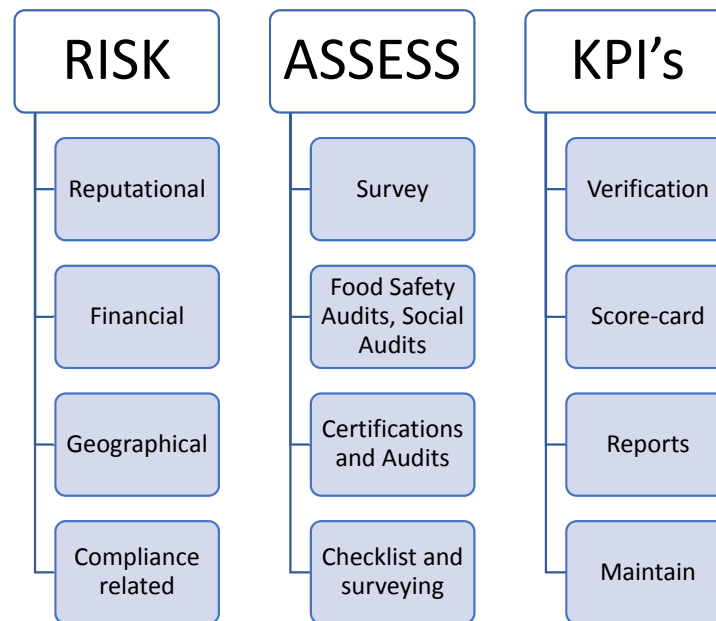 RISK
Reputational
Financial
Geographical
Compliance
related
ASSESS
Survey
Food Safety
Audits, Social
Audits
Certifications
and Audits
Checklist and
surveying
KPI’s
Verification
Score-card
Reports
Maintain